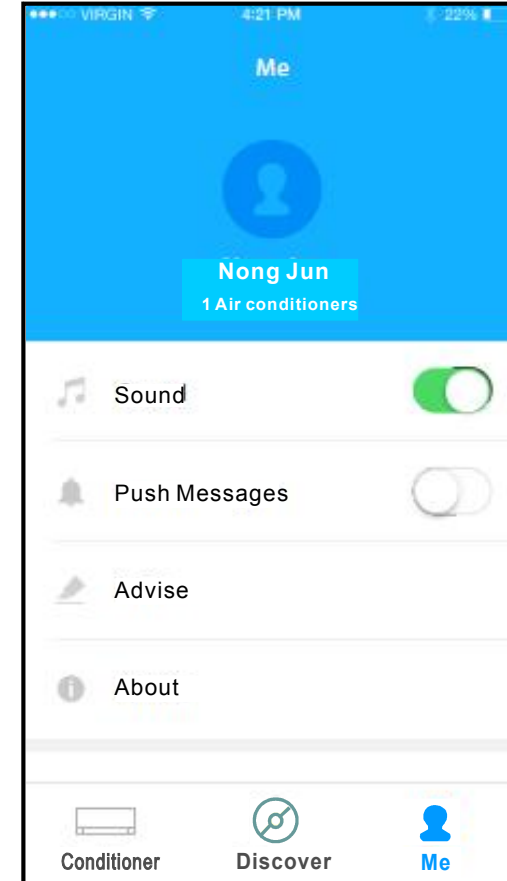 VIRGIN 4:21 PM 22%
Me
Nong Jun
1 Air conditioners
Sound
Push Messages
Advise
About
Conditioner Discover Me